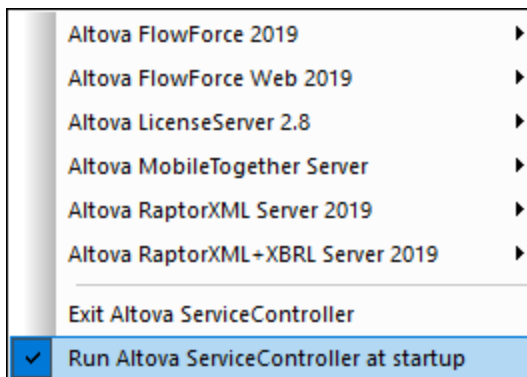 Altova FlowForce 2019
Altova FlowForce Web 2019
Altova LicenseServer 2.8
Altova MobileTogether Server
Altova RaptorXML Server 2019
Altova RaptorXML+XBRL Server 2019
Exit Altova ServiceController
Run Altova ServiceController at startup